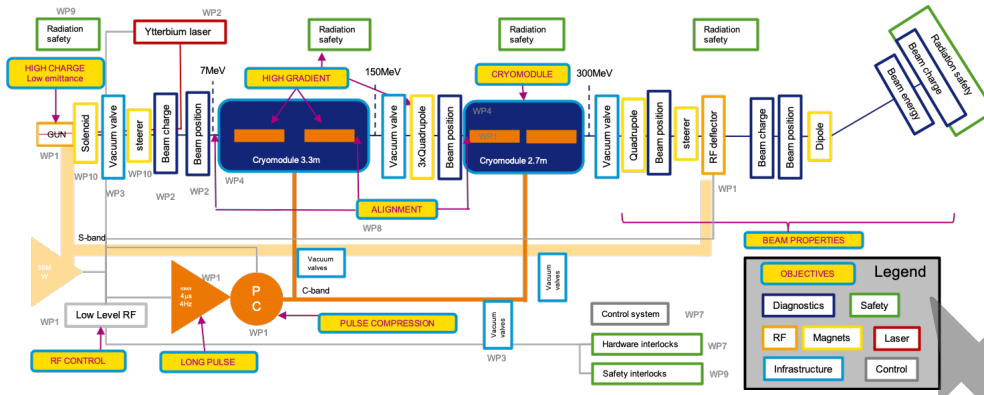 WP9
WP2
Radiation
safety
Ytterbium laser
Radiation
safety
Radiation
safety
Radiation
safety
Radiation safety
Beam charge
Beam energy
HIGH CHARGE
Low emittance
7MeV
HIGH GRADIENT
150MeV
CRYOMODULE
300MeV
GUN
WP1
Solenoid
WP10
Vacuum valve
WP3
steerer
WP10
Beam charge
WP2
Beam position
WP2
Cryomodule 3.3m
WP4
Vacuum valve
3xQuadrupole
Beam position
WP4
WP1
Cryomodule 2.7m
Vacuum valve
Quadrupole
Beam position
steerer
RF deflector
WP1
Beam charge
Beam position
Dipole
ALIGNMENT
WP8
S-band
BEAM PROPERTIES
W
Vacuum
valves
Vacuum
valves
WP1
4µs
4Hz
P
C
C-band
WP1
WP1
Low Level RF
PULSE COMPRESSION
Vacuum
valves
WP3
Control system
WP7
Hardware interlocks
WP7
Safety interlocks
WP9
RF CONTROL
LONG PULSE
OBJECTIVES
Legend
Diagnostics
Safety
RF
Magnets
Laser
Infrastructure
Control